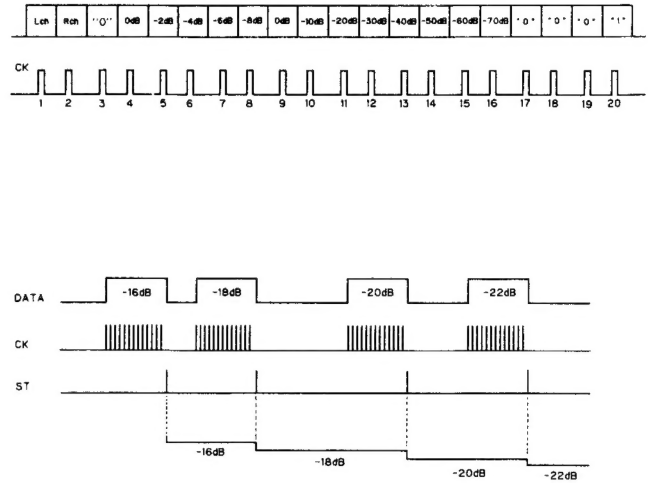 Lch Rch "0" 0dB -2dB -4dB -6dB -8dB 0dB -10dB -20dB -30dB -40dB -50dB -60dB -70dB "0" "0" "0" "1"
CK
1 2 3 4 5 6 7 8 9 10 11 12 13 14 15 16 17 18 19 20
DATA -16dB -18dB -20dB -22dB
CK
ST
-16dB
-18dB
-20dB
-22dB